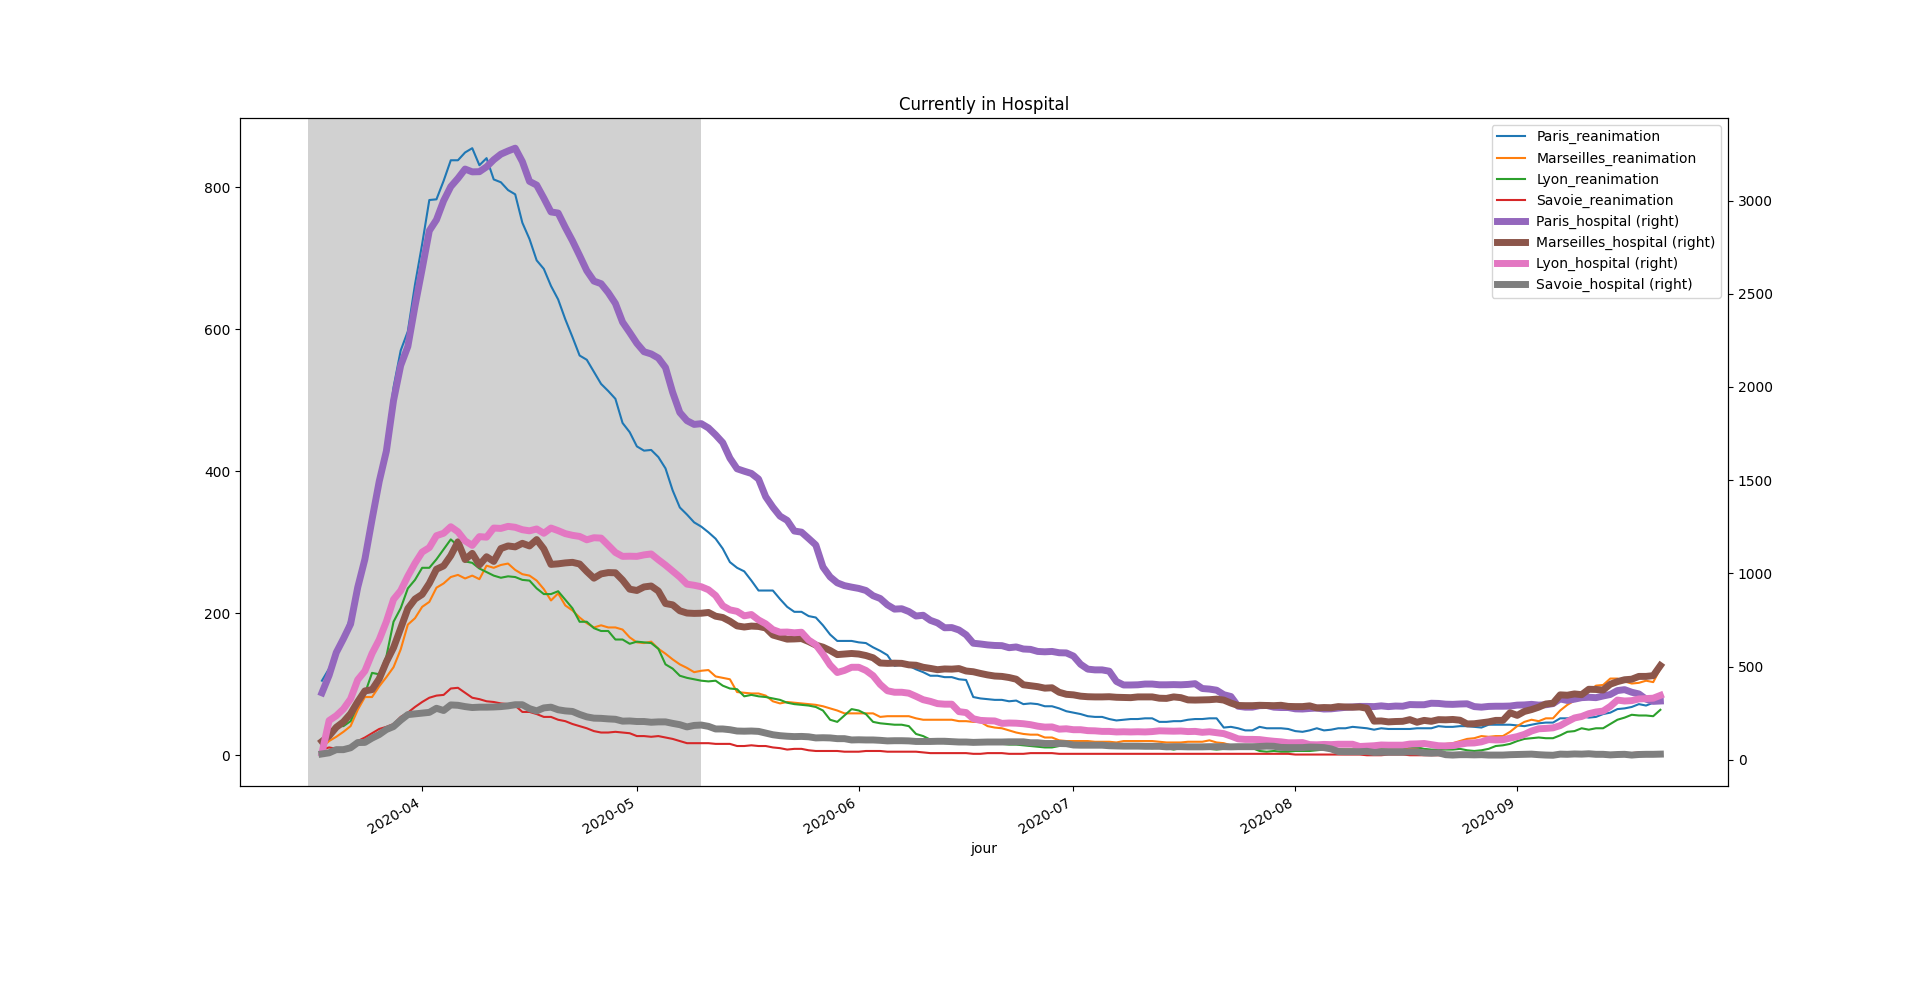 Currently in Hospital
Paris_reanimation
Marseilles_reanimation
Lyon_reanimation
Savoie_reanimation
Paris_hospital (right)
Marseilles_hospital (right)
Lyon_hospital (right)
Savoie_hospital (right)
800
600
400
200
0
3000
2500
2000
1500
1000
500
0
2020-04
2020-05
2020-06
2020-07
2020-08
2020-09
jour